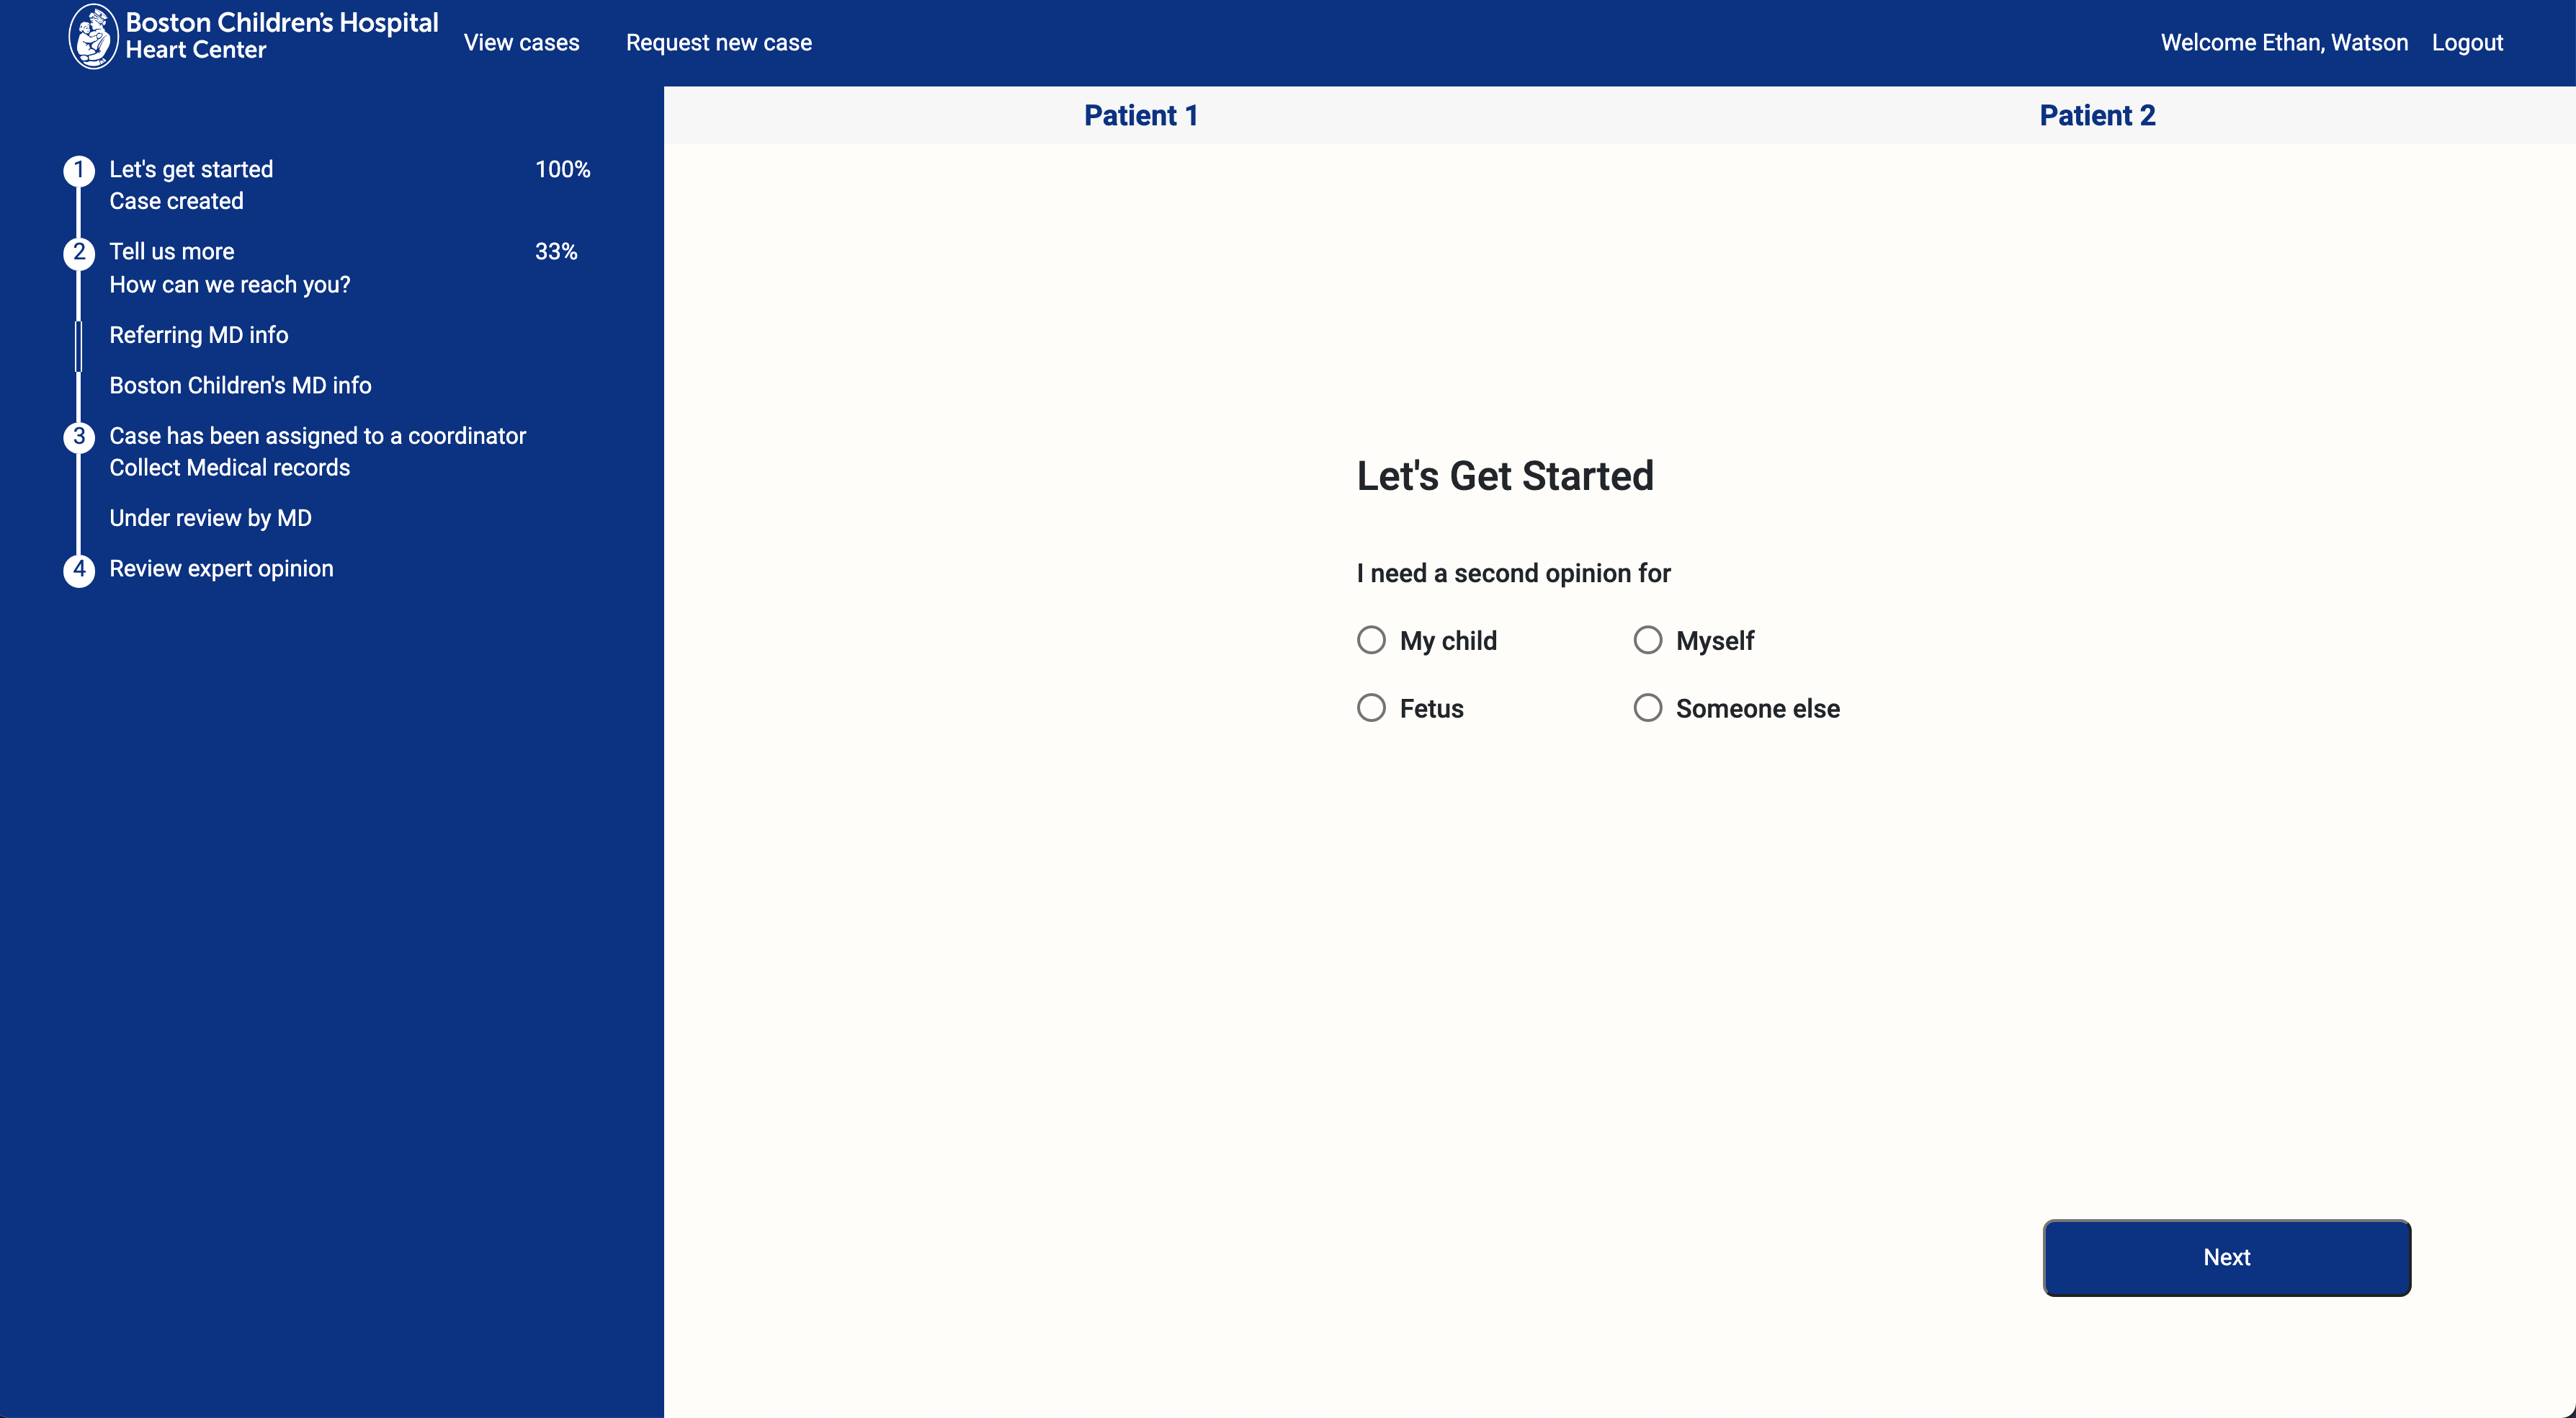 Boston Children's Hospital
Heart Center
View cases
Request new case
Welcome Ethan, Watson
Logout
Patient 1
Patient 2
1 Let's get started 100%
Case created
2 Tell us more 33%
How can we reach you?
Referring MD info
Boston Children's MD info
3 Case has been assigned to a coordinator
Collect Medical records
Under review by MD
4 Review expert opinion
Let's Get Started
I need a second opinion for
My child
Myself
Fetus
Someone else
Next